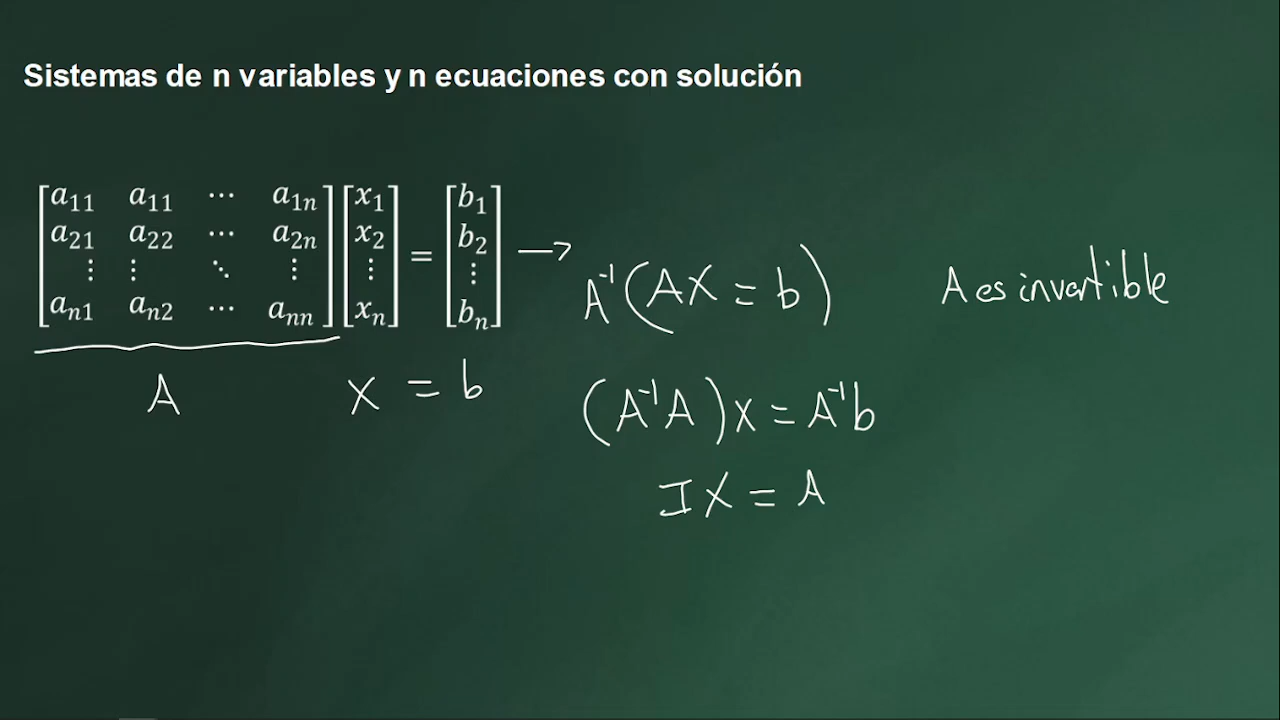 Sistemas de n variables y n ecuaciones con solución
[a₁₁ a₁₁ ⋯ a₁ₙ] [x₁] [b₁]
[a₂₁ a₂₂ ⋯ a₂ₙ] [x₂] = [b₂] →
[⋮ ⋮ ⋱ ⋮] [⋮] [⋮]
[aₙ₁ aₙ₂ ⋯ aₙₙ] [xₙ] [bₙ]
A x = b
A⁻¹(AX = b)
A es invertible
(A⁻¹A)x = A⁻¹b
IX = A